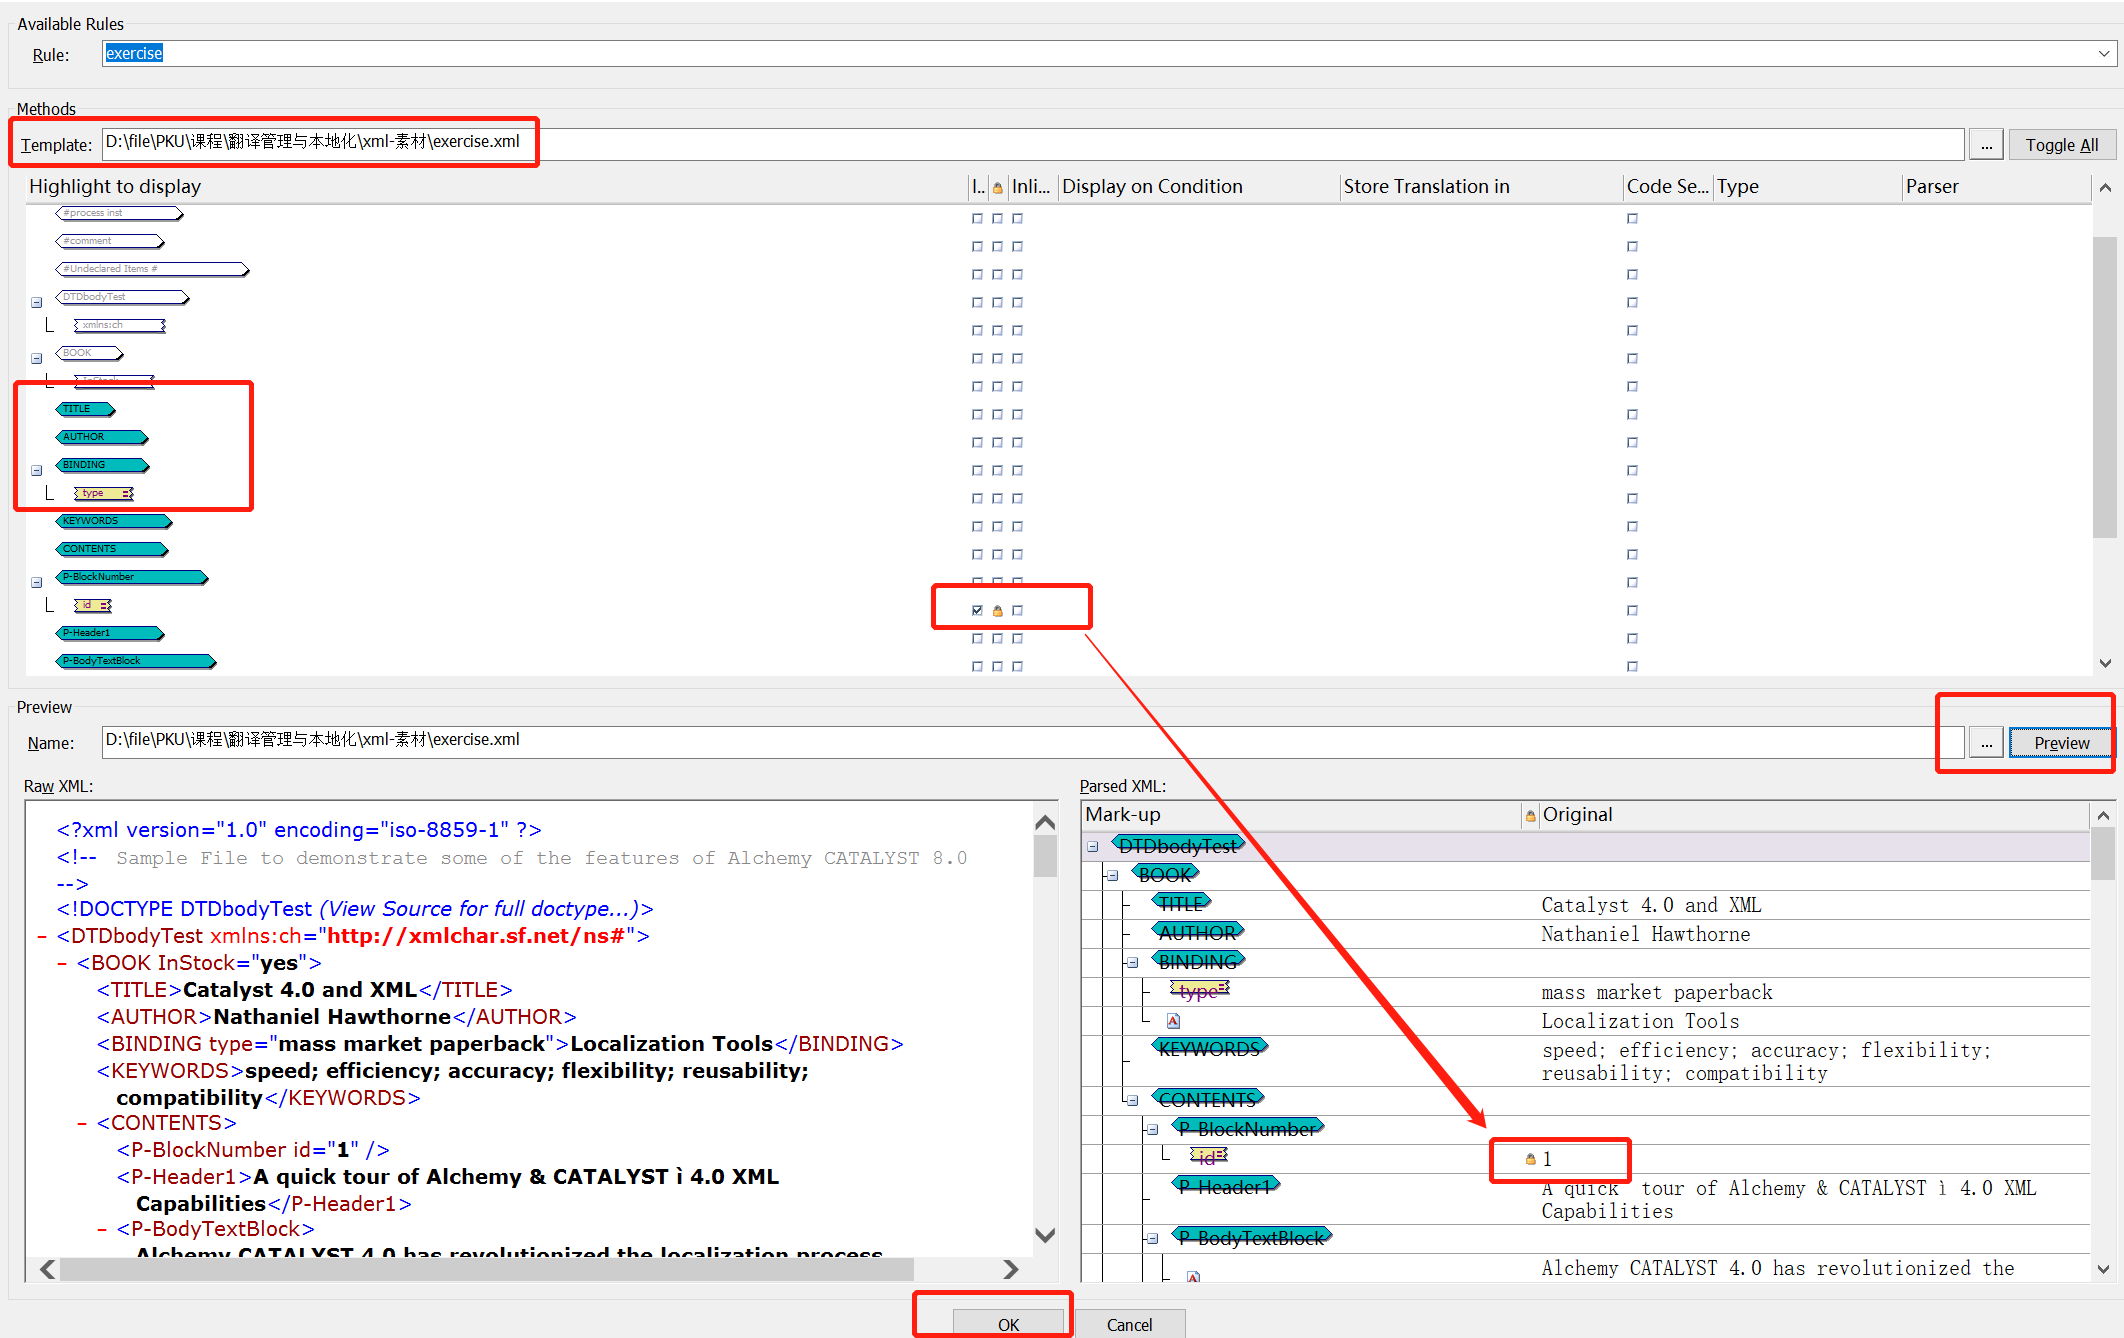 Available Rules
Rule: exercise
Methods
Template: D:\file\PKU\课程\翻译管理与本地化\xml-素材\exercise.xml ... Toggle All
Highlight to display I.. Inli... Display on Condition Store Translation in Code Se... Type Parser
#process inst
#comment
#Undeclared Items #
DTDbodyTest
xmlns:ch
BOOK
InStock
TITLE
AUTHOR
BINDING
type
KEYWORDS
CONTENTS
P-BlockNumber
id
P-Header1
P-BodyTextBlock
Preview
Name: D:\file\PKU\课程\翻译管理与本地化\xml-素材\exercise.xml ... Preview
Raw XML:
<?xml version="1.0" encoding="iso-8859-1" ?>
<!-- Sample File to demonstrate some of the features of Alchemy CATALYST 8.0
-->
<!DOCTYPE DTDbodyTest (View Source for full doctype...)>
- <DTDbodyTest xmlns:ch="http://xmlchar.sf.net/ns#">
- <BOOK InStock="yes">
<TITLE>Catalyst 4.0 and XML</TITLE>
<AUTHOR>Nathaniel Hawthorne</AUTHOR>
<BINDING type="mass market paperback">Localization Tools</BINDING>
<KEYWORDS>speed; efficiency; accuracy; flexibility; reusability;
compatibility</KEYWORDS>
- <CONTENTS>
<P-BlockNumber id="1" />
<P-Header1>A quick tour of Alchemy & CATALYST ì 4.0 XML
Capabilities</P-Header1>
- <P-BodyTextBlock>
Alchemy CATALYST 4.0 has revolutionized the localization process
Parsed XML:
Mark-up Original
DTDbodyTest
BOOK
TITLE Catalyst 4.0 and XML
AUTHOR Nathaniel Hawthorne
BINDING
type mass market paperback
A Localization Tools
KEYWORDS speed; efficiency; accuracy; flexibility;
reusability; compatibility
CONTENTS
P-BlockNumber
id 1
P-Header1 A quick tour of Alchemy & CATALYST ì 4.0 XML
Capabilities
P-BodyTextBlock
A Alchemy CATALYST 4.0 has revolutionized the
OK Cancel